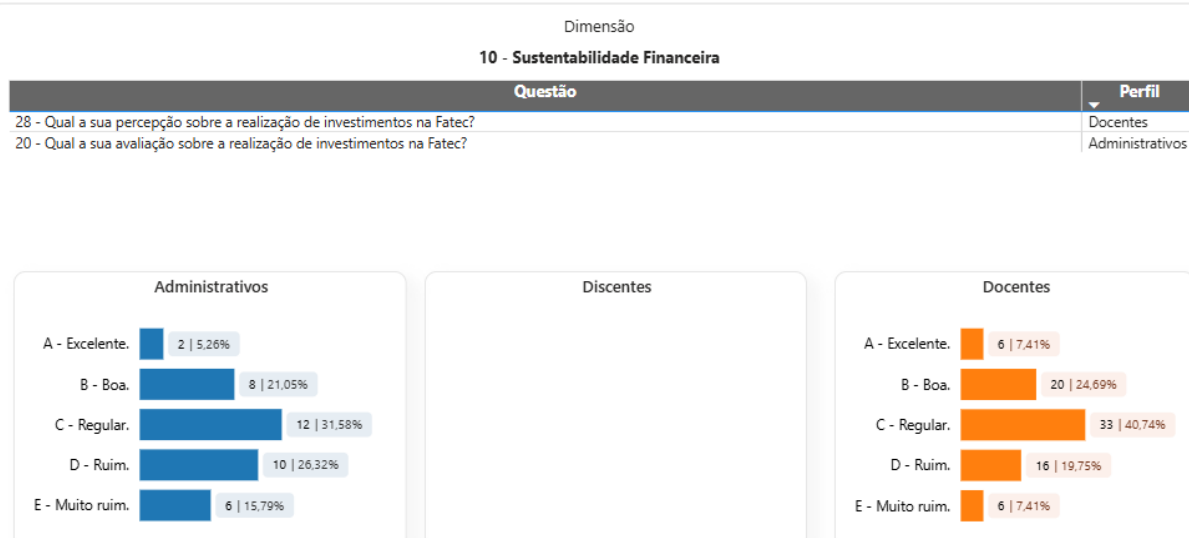 Dimensão
10 - Sustentabilidade Financeira
Questão Perfil
28 - Qual a sua percepção sobre a realização de investimentos na Fatec? Docentes
20 - Qual a sua avaliação sobre a realização de investimentos na Fatec? Administrativos
Administrativos
A - Excelente. 2 | 5,26%
B - Boa. 8 | 21,05%
C - Regular. 12 | 31,58%
D - Ruim. 10 | 26,32%
E - Muito ruim. 6 | 15,79%
Discentes
Docentes
A - Excelente. 6 | 7,41%
B - Boa. 20 | 24,69%
C - Regular. 33 | 40,74%
D - Ruim. 16 | 19,75%
E - Muito ruim. 6 | 7,41%